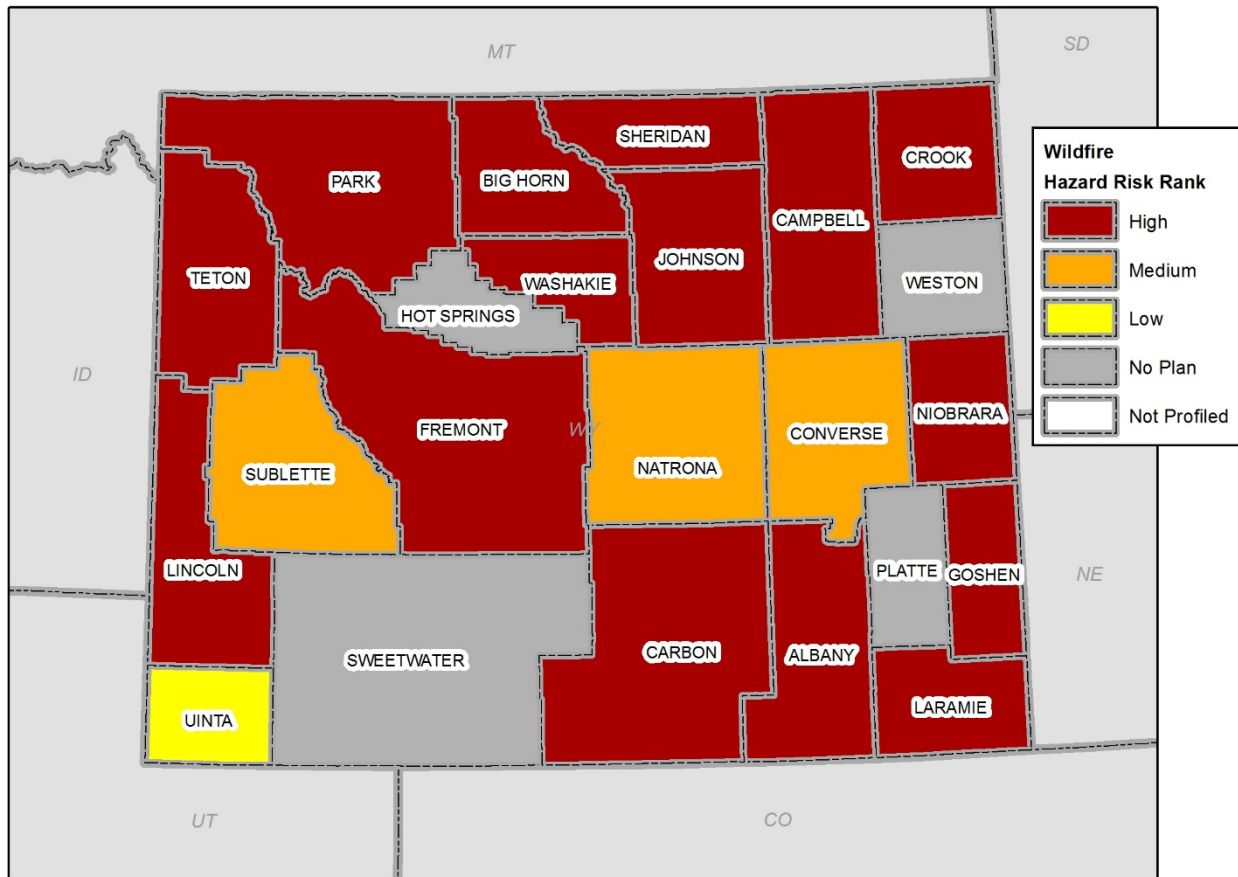 MT
SD
SHERIDAN
CROOK
PARK
BIG HORN
CAMPBELL
JOHNSON
TETON
WASHAKIE
WESTON
HOT SPRINGS
ID
NIOBRARA
FREMONT
WY
CONVERSE
SUBLETTE
NATRONA
LINCOLN
PLATTE
GOSHEN
NE
SWEETWATER
CARBON
ALBANY
UINTA
LARAMIE
UT
CO
Wildfire
Hazard Risk Rank
High
Medium
Low
No Plan
Not Profiled